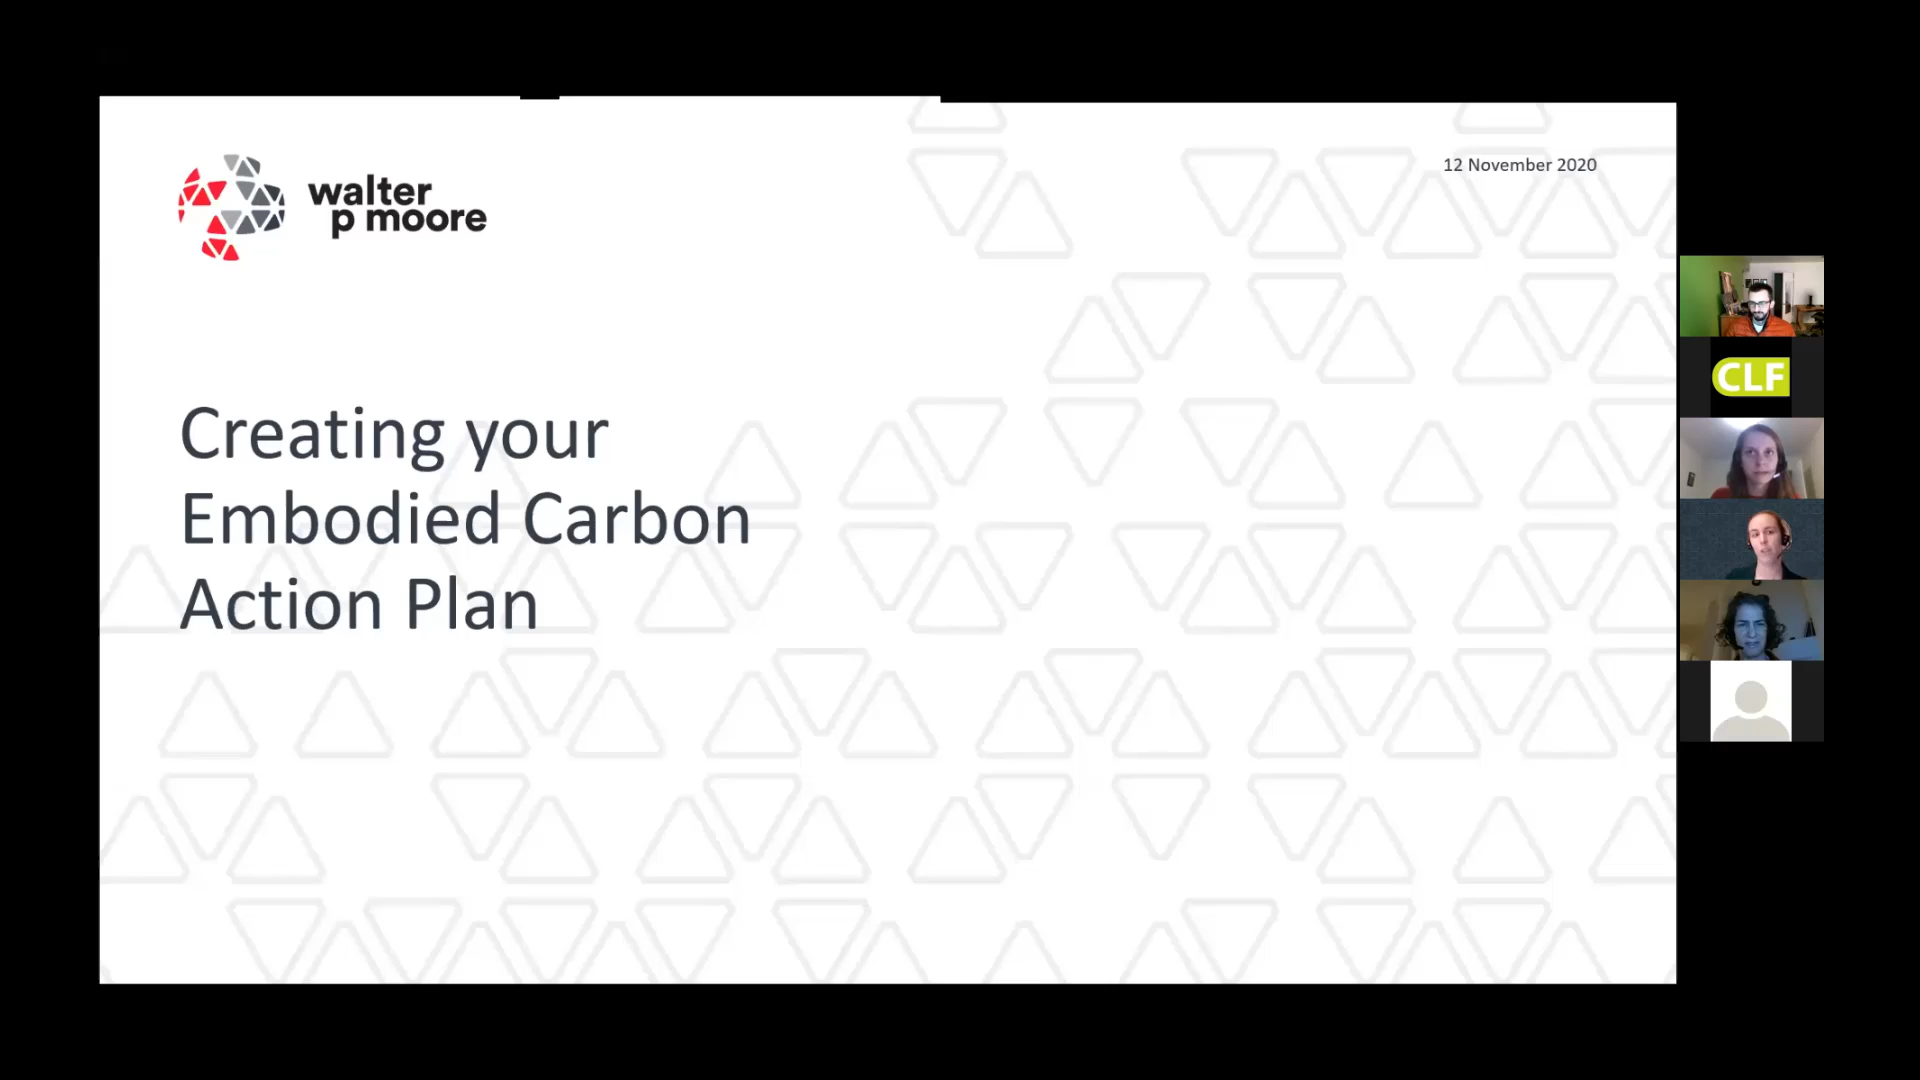 walter
p moore
12 November 2020
Creating your
Embodied Carbon
Action Plan
CLF